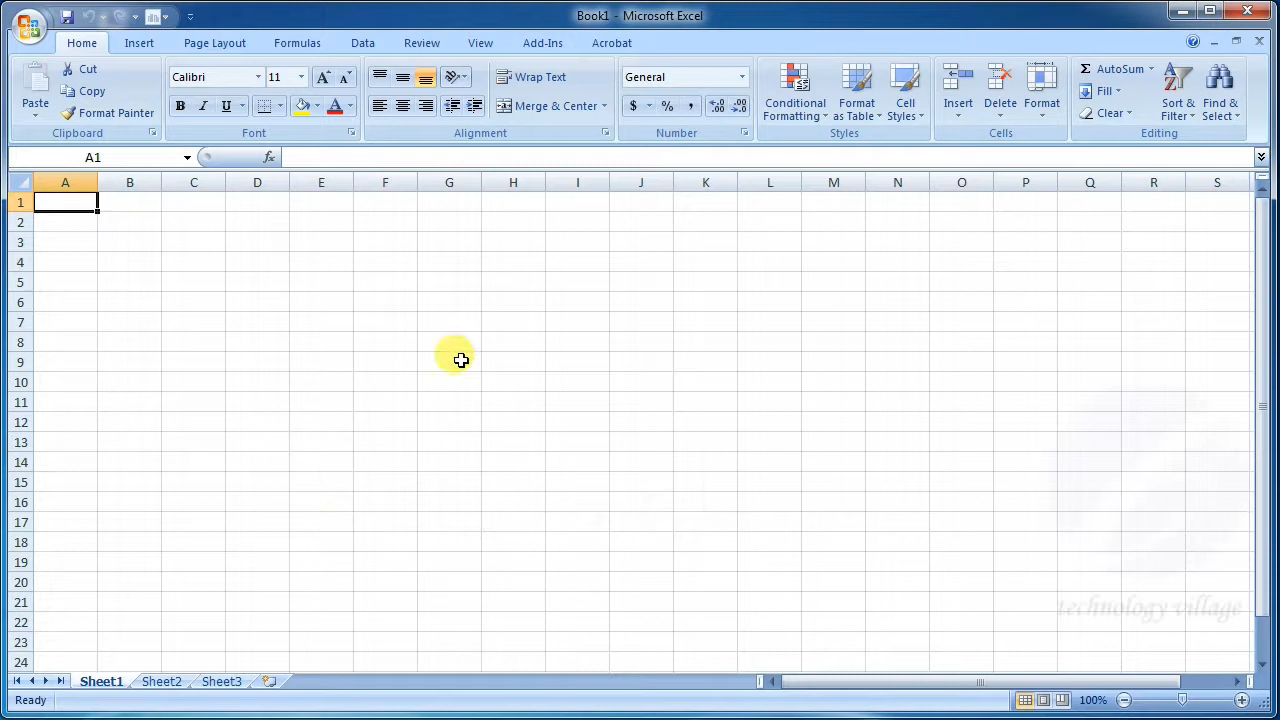 Book1 - Microsoft Excel
Home Insert Page Layout Formulas Data Review View Add-Ins Acrobat
Paste
Cut
Copy
Format Painter
Clipboard
Calibri 11
B I U A
Font
Wrap Text
Merge & Center
Alignment
General
$ % ,
Number
Conditional Formatting
Format as Table
Cell Styles
Styles
Insert Delete Format
Cells
Σ AutoSum
Fill
Clear
Sort & Filter
Find & Select
Editing
A1 fx
A B C D E F G H I J K L M N O P Q R S
1
2
3
4
5
6
7
8
9
10
11
12
13
14
15
16
17
18
19
20
21
22
23
24
technology village
Sheet1 Sheet2 Sheet3
Ready 100%